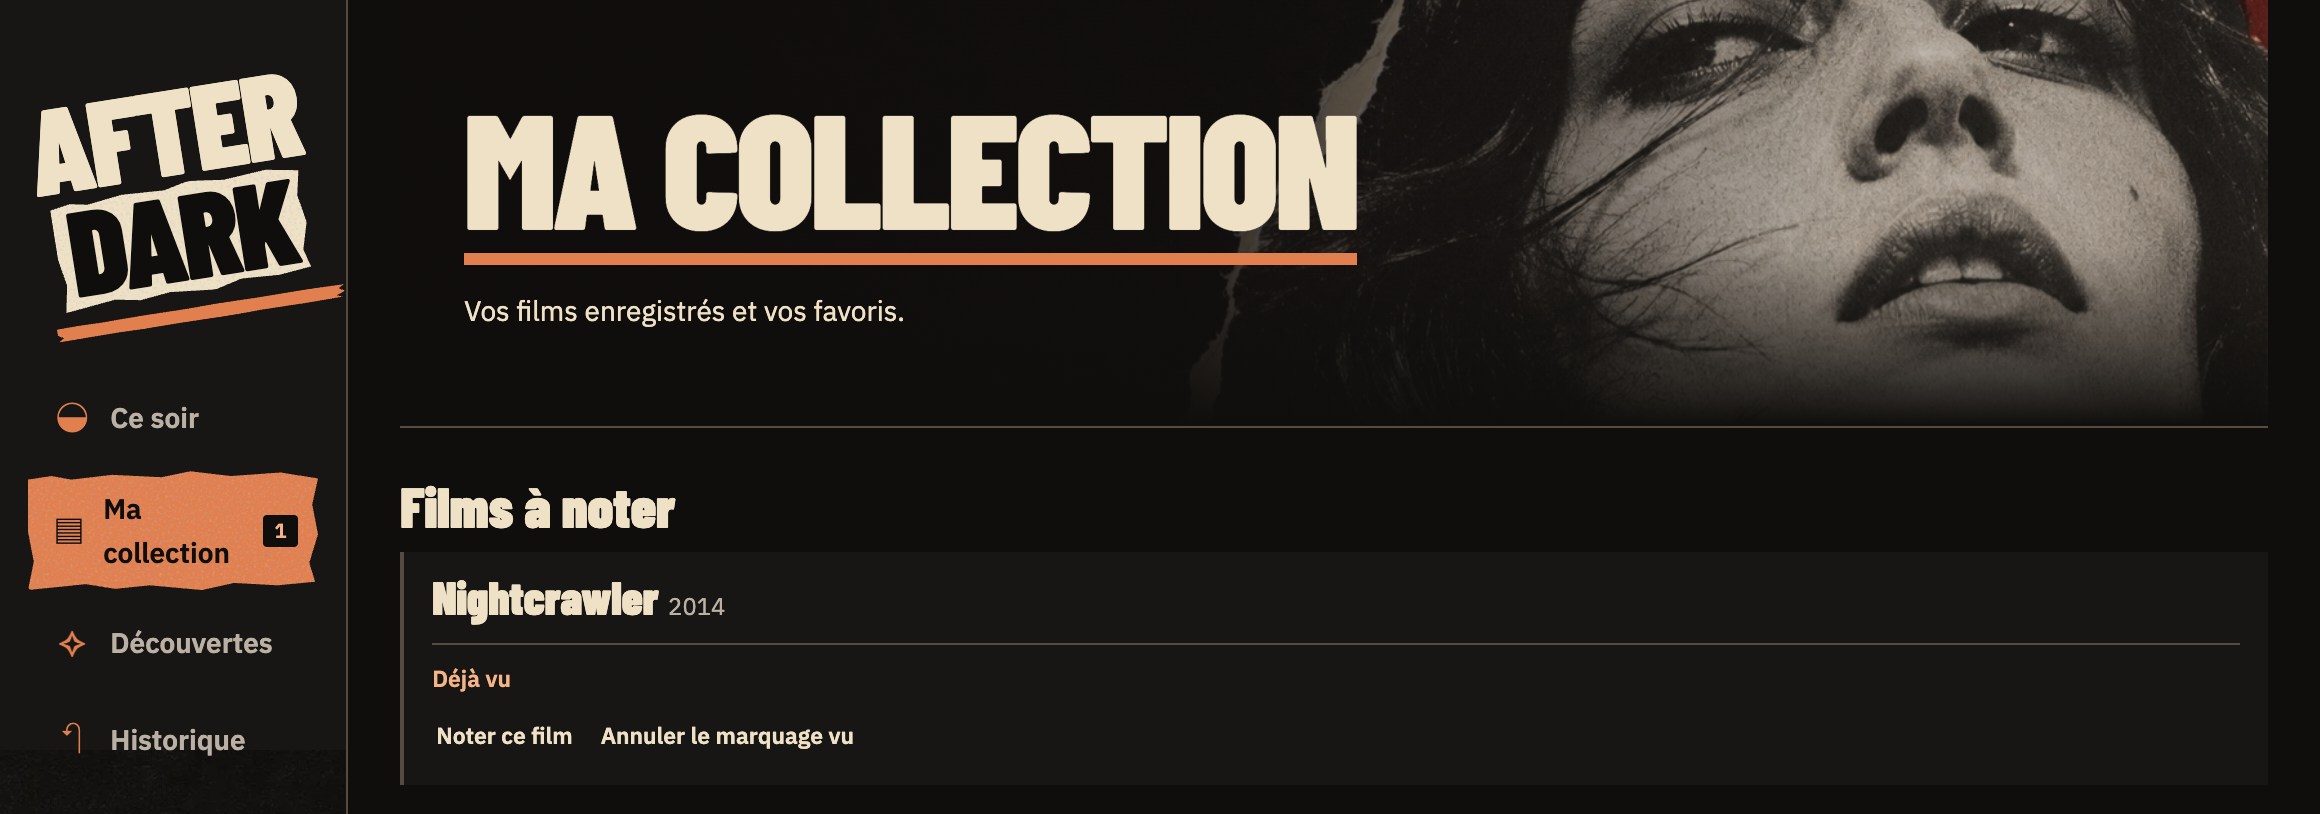 AFTER
DARK
Ce soir
Ma
collection
1
Découvertes
Historique
MA COLLECTION
Vos films enregistrés et vos favoris.
Films à noter
Nightcrawler 2014
Déjà vu
Noter ce film Annuler le marquage vu